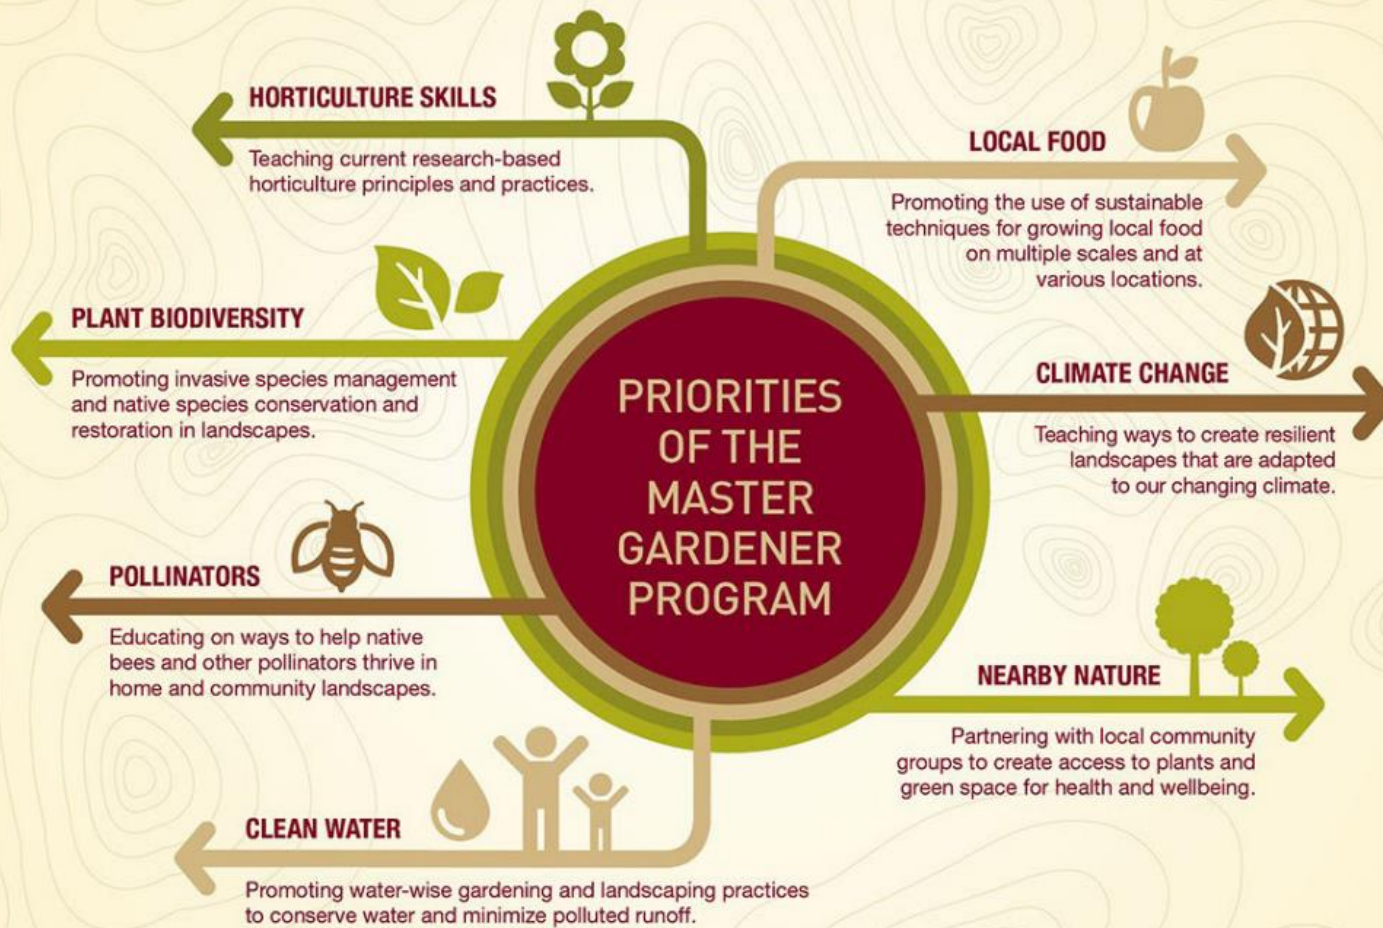 HORTICULTURE SKILLS
Teaching current research-based
horticulture principles and practices.
LOCAL FOOD
Promoting the use of sustainable
techniques for growing local food
on multiple scales and at
various locations.
PLANT BIODIVERSITY
Promoting invasive species management
and native species conservation and
restoration in landscapes.
PRIORITIES
OF THE
MASTER
GARDENER
PROGRAM
CLIMATE CHANGE
Teaching ways to create resilient
landscapes that are adapted
to our changing climate.
POLLINATORS
Educating on ways to help native
bees and other pollinators thrive in
home and community landscapes.
NEARBY NATURE
Partnering with local community
groups to create access to plants and
green space for health and wellbeing.
CLEAN WATER
Promoting water-wise gardening and landscaping practices
to conserve water and minimize polluted runoff.